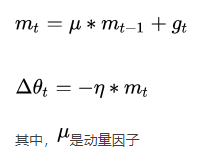 m_t = μ * m_{t−1} + g_t
Δθ_t = −η * m_t
其中，μ是动量因子